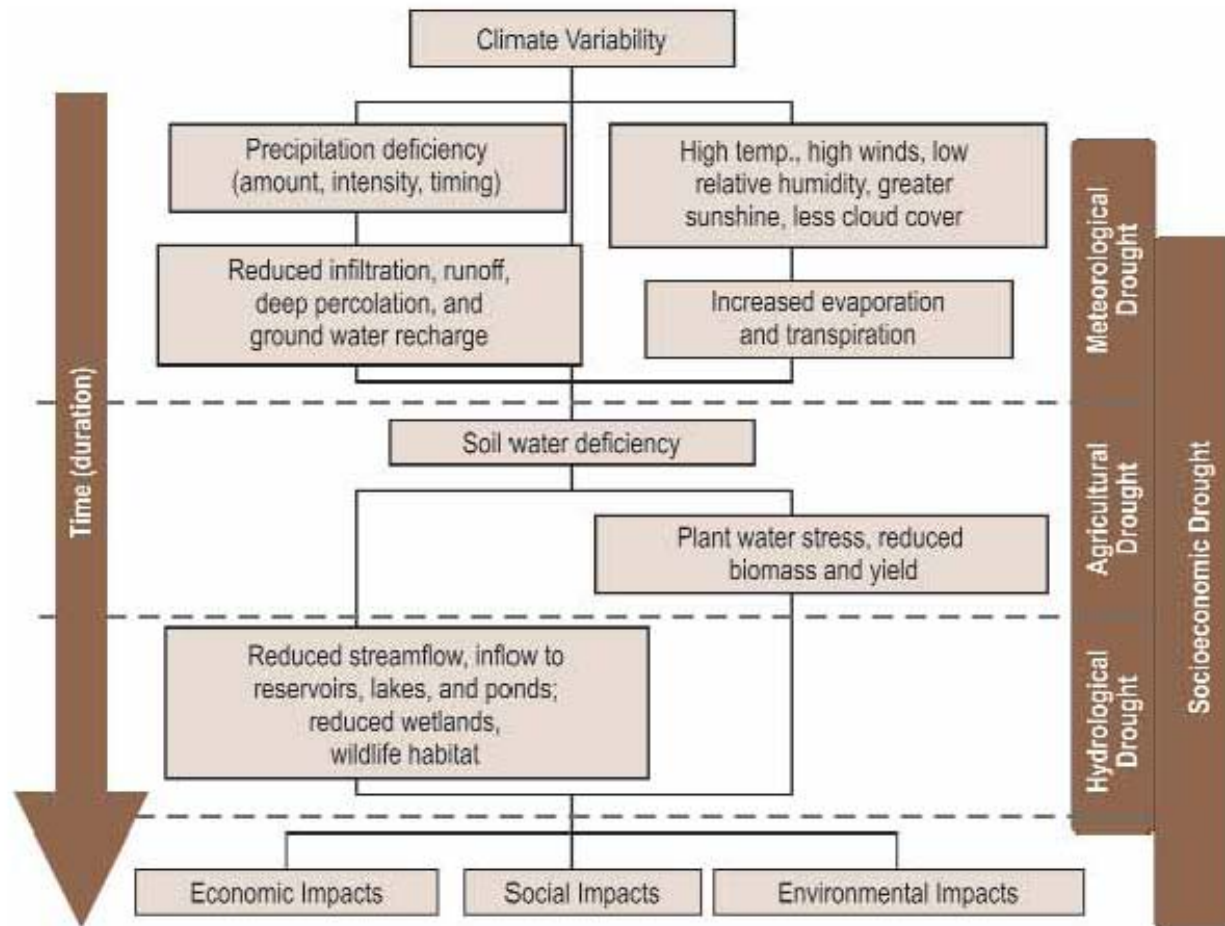 Climate Variability
Precipitation deficiency
(amount, intensity, timing)
High temp., high winds, low
relative humidity, greater
sunshine, less cloud cover
Reduced infiltration, runoff,
deep percolation, and
ground water recharge
Increased evaporation
and transpiration
Soil water deficiency
Plant water stress, reduced
biomass and yield
Reduced streamflow, inflow to
reservoirs, lakes, and ponds;
reduced wetlands,
wildlife habitat
Economic Impacts
Social Impacts
Environmental Impacts
Time (duration)
Meteorological
Drought
Agricultural
Drought
Hydrological
Drought
Socioeconomic Drought